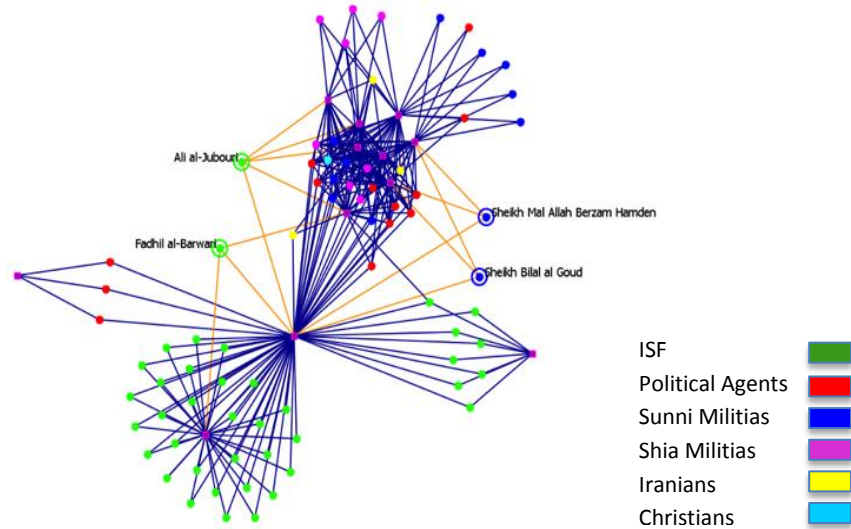 Ali al-Jubouri
Sheikh Mal Allah Berzam Hamden
Fadhil al-Barwari
Sheikh Bilal al Goud
ISF
Political Agents
Sunni Militias
Shia Militias
Iranians
Christians